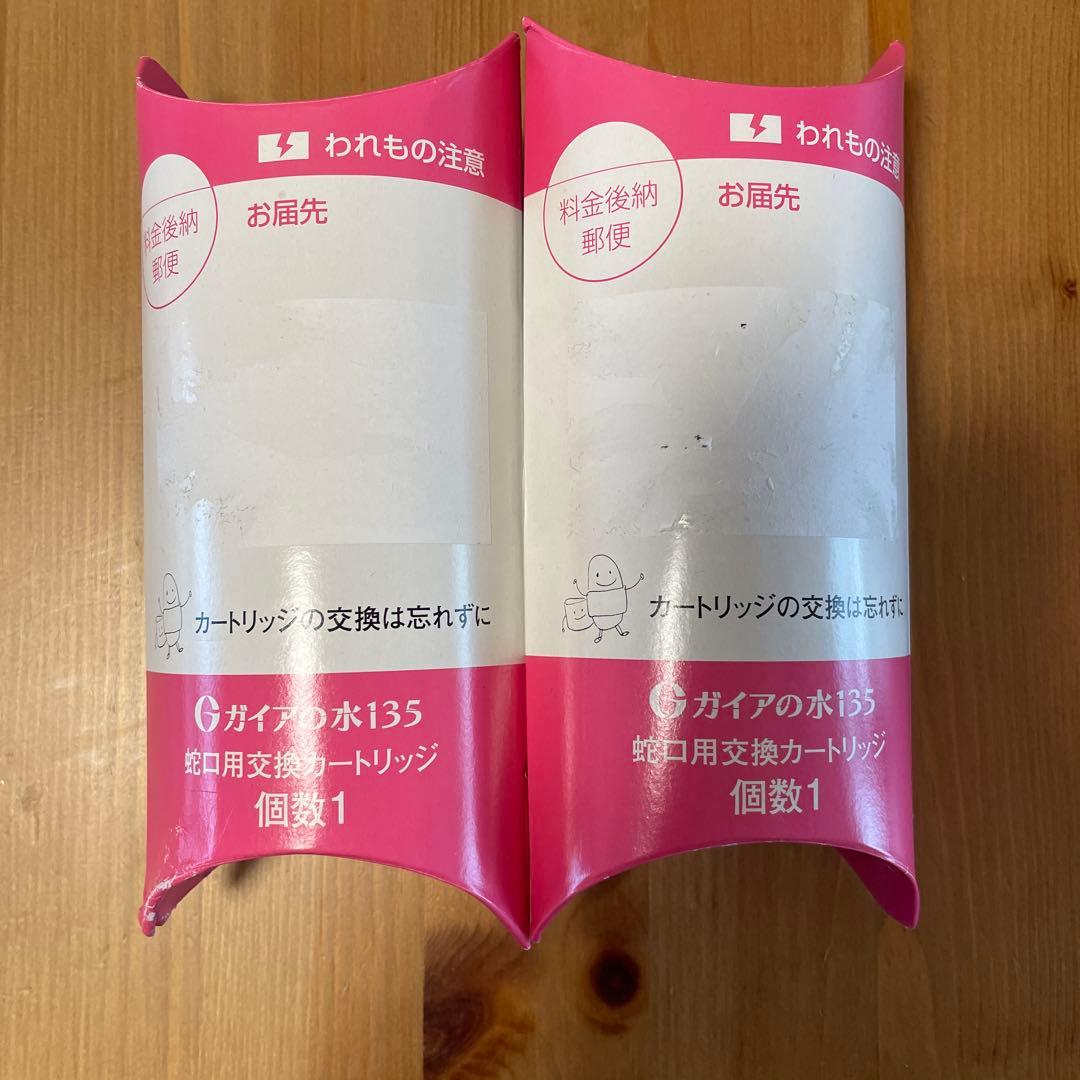 われもの注意
料金後納
郵便
お届先
カートリッジの交換は忘れずに
Gガイアの水135
蛇口用交換カートリッジ
個数1
われもの注意
料金後納
郵便
お届先
カートリッジの交換は忘れずに
Gガイアの水135
蛇口用交換カートリッジ
個数1